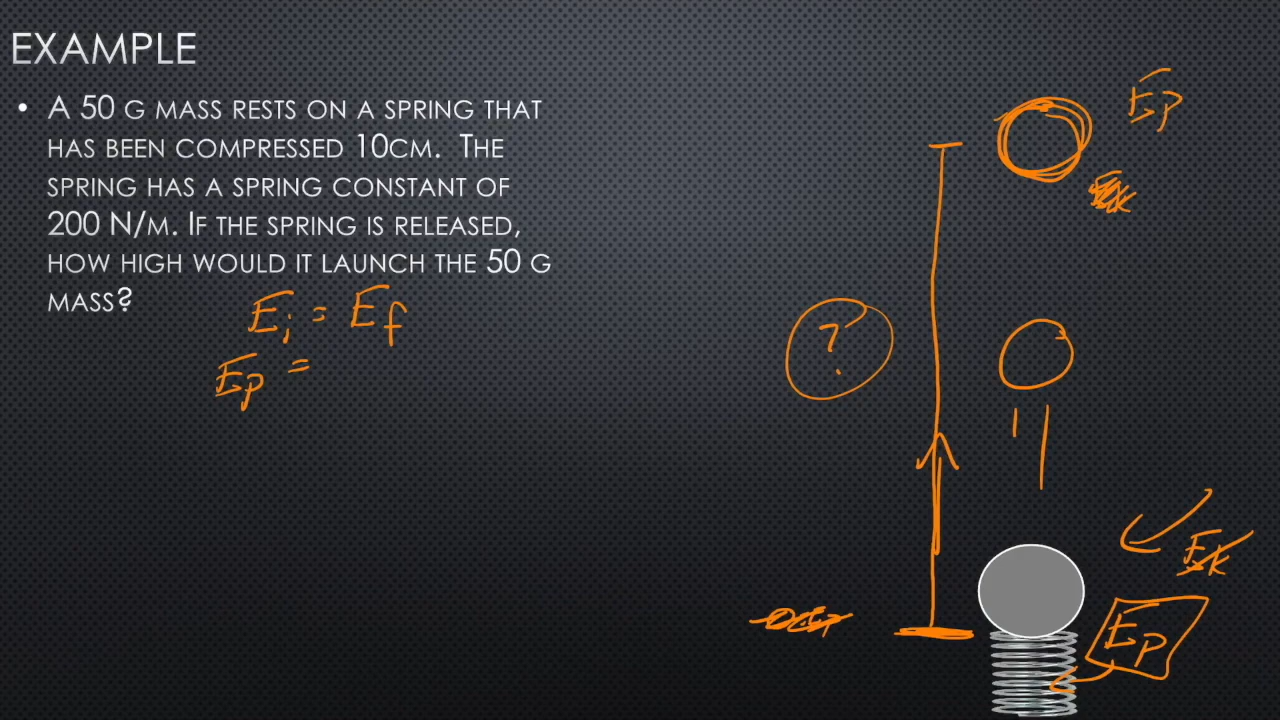 EXAMPLE
• A 50 G MASS RESTS ON A SPRING THAT
HAS BEEN COMPRESSED 10CM. THE
SPRING HAS A SPRING CONSTANT OF
200 N/M. IF THE SPRING IS RELEASED,
HOW HIGH WOULD IT LAUNCH THE 50 G
MASS?
Ei = Ef
Ep =
Ep
?
Ek
Ep